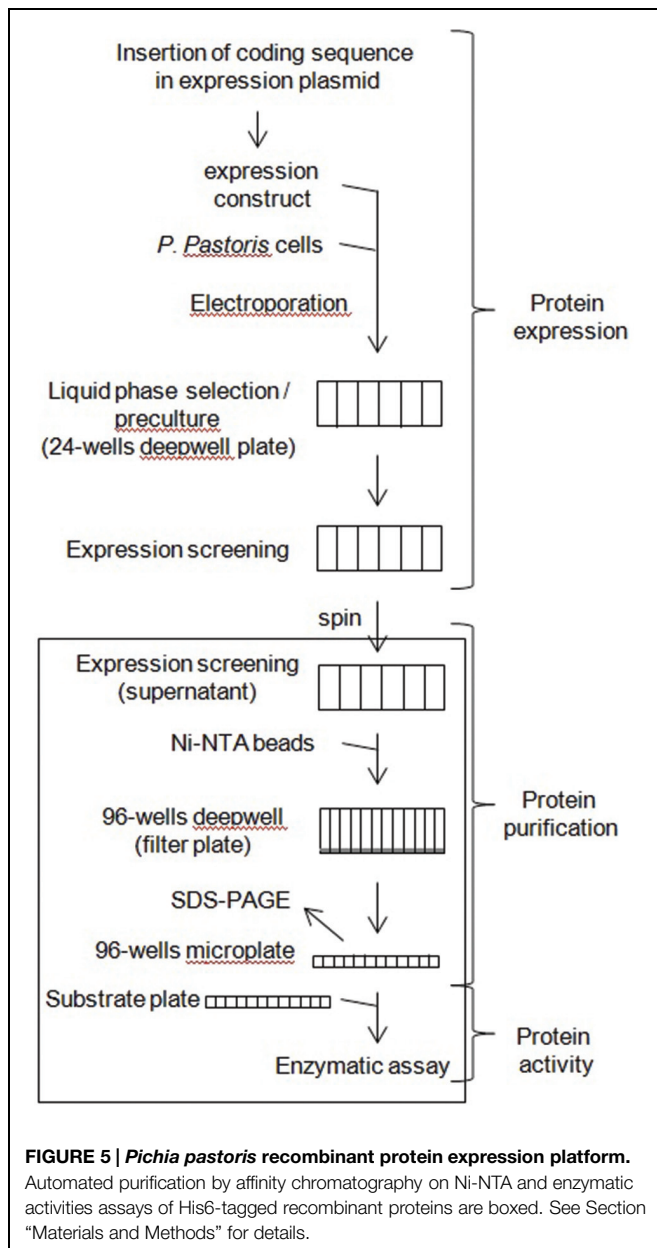 Insertion of coding sequence
in expression plasmid
expression
construct
P. Pastoris cells
Electroporation
Protein
expression
Liquid phase selection /
preculture
(24-wells deepwell plate)
Expression screening
spin
Expression screening
(supernatant)
Ni-NTA beads
96-wells deepwell
(filter plate)
Protein
purification
SDS-PAGE
96-wells microplate
Substrate plate
Enzymatic assay
Protein
activity
FIGURE 5 | Pichia pastoris recombinant protein expression platform.
Automated purification by affinity chromatography on Ni-NTA and enzymatic
activities assays of His6-tagged recombinant proteins are boxed. See Section
“Materials and Methods” for details.